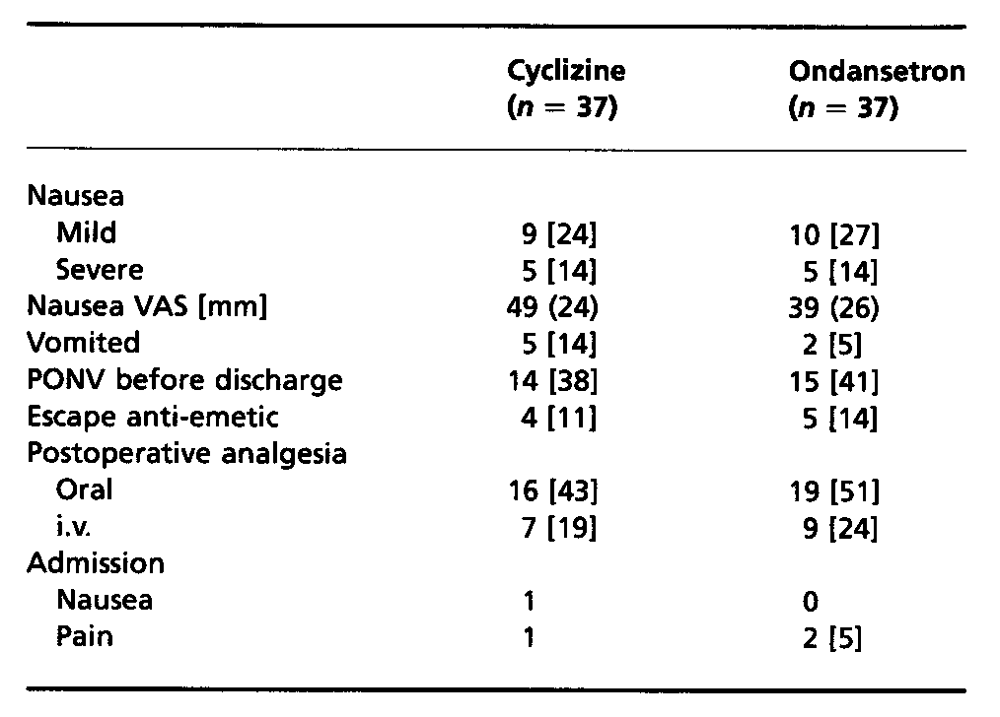 Cyclizine Ondansetron
(n = 37) (n = 37)
Nausea
Mild 9 [24] 10 [27]
Severe 5 [14] 5 [14]
Nausea VAS [mm] 49 (24) 39 (26)
Vomited 5 [14] 2 [5]
PONV before discharge 14 [38] 15 [41]
Escape anti-emetic 4 [11] 5 [14]
Postoperative analgesia
Oral 16 [43] 19 [51]
i.v. 7 [19] 9 [24]
Admission
Nausea 1 0
Pain 1 2 [5]